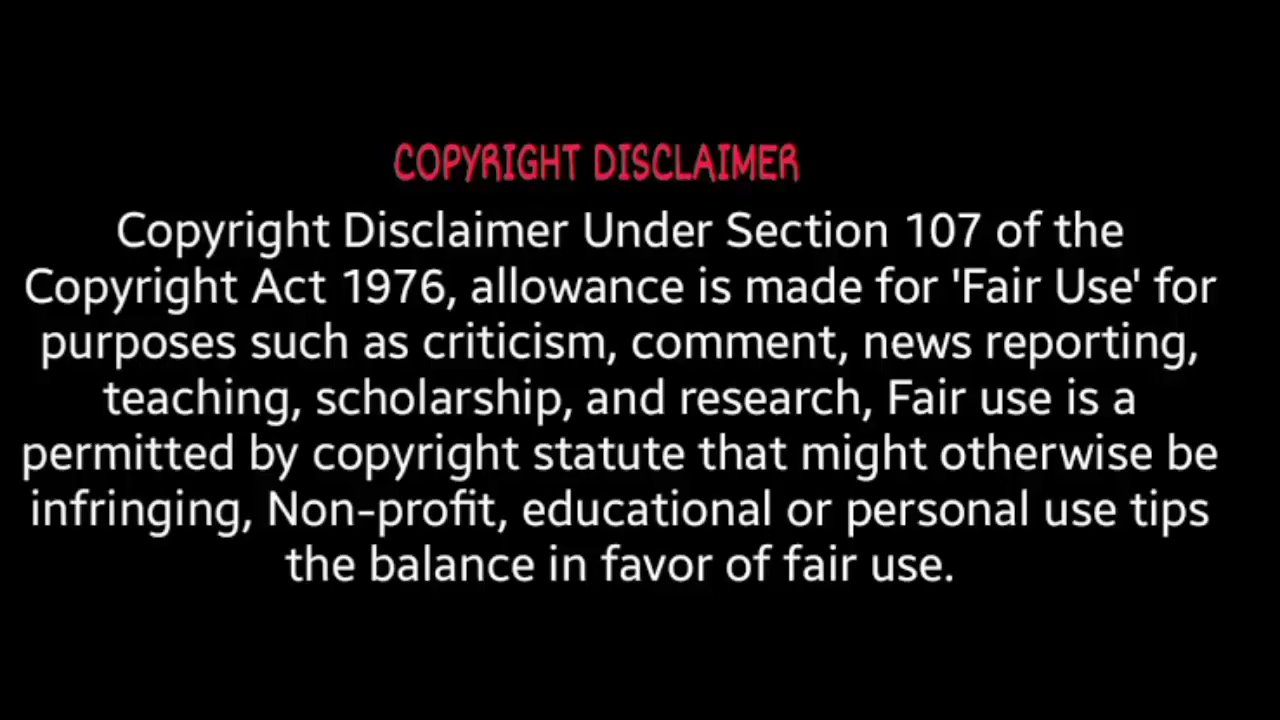 COPYRIGHT DISCLAIMER
Copyright Disclaimer Under Section 107 of the
Copyright Act 1976, allowance is made for 'Fair Use' for
purposes such as criticism, comment, news reporting,
teaching, scholarship, and research, Fair use is a
permitted by copyright statute that might otherwise be
infringing, Non-profit, educational or personal use tips
the balance in favor of fair use.